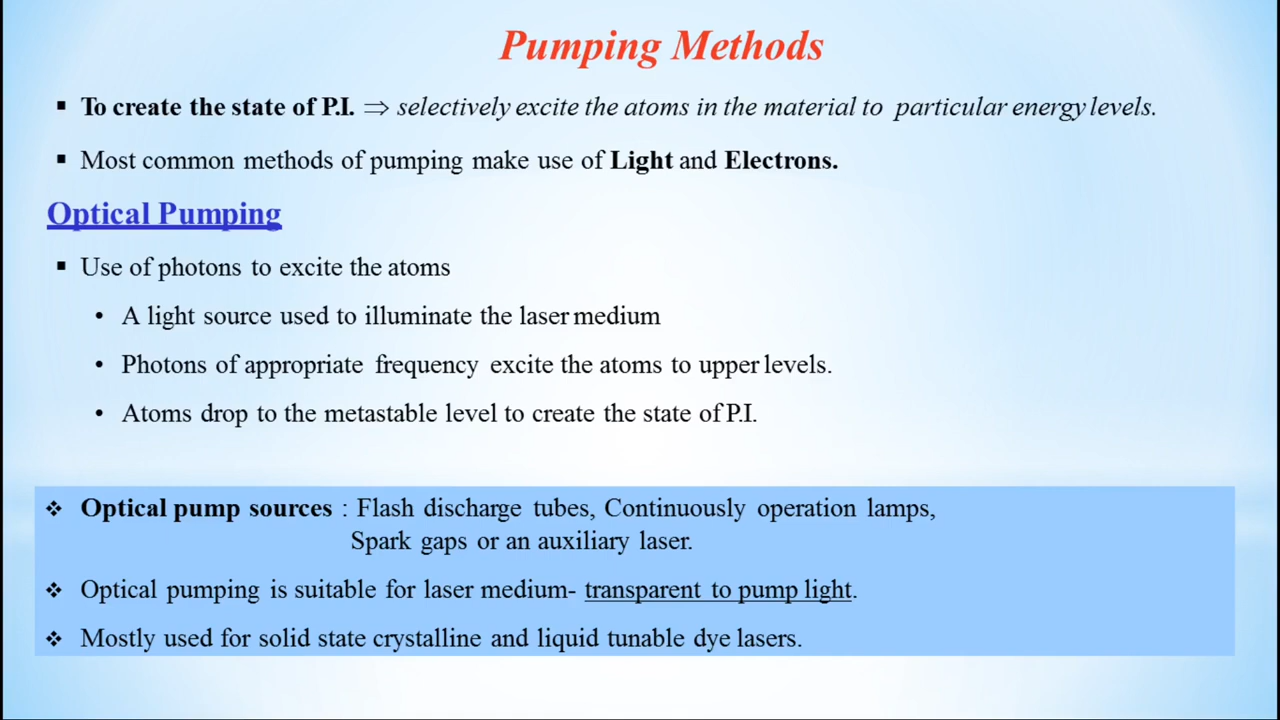 Pumping Methods
▪ To create the state of P.I. ⇒ selectively excite the atoms in the material to particular energy levels.
▪ Most common methods of pumping make use of Light and Electrons.
Optical Pumping
▪ Use of photons to excite the atoms
• A light source used to illuminate the laser medium
• Photons of appropriate frequency excite the atoms to upper levels.
• Atoms drop to the metastable level to create the state of P.I.
❖ Optical pump sources : Flash discharge tubes, Continuously operation lamps,
Spark gaps or an auxiliary laser.
❖ Optical pumping is suitable for laser medium- transparent to pump light.
❖ Mostly used for solid state crystalline and liquid tunable dye lasers.